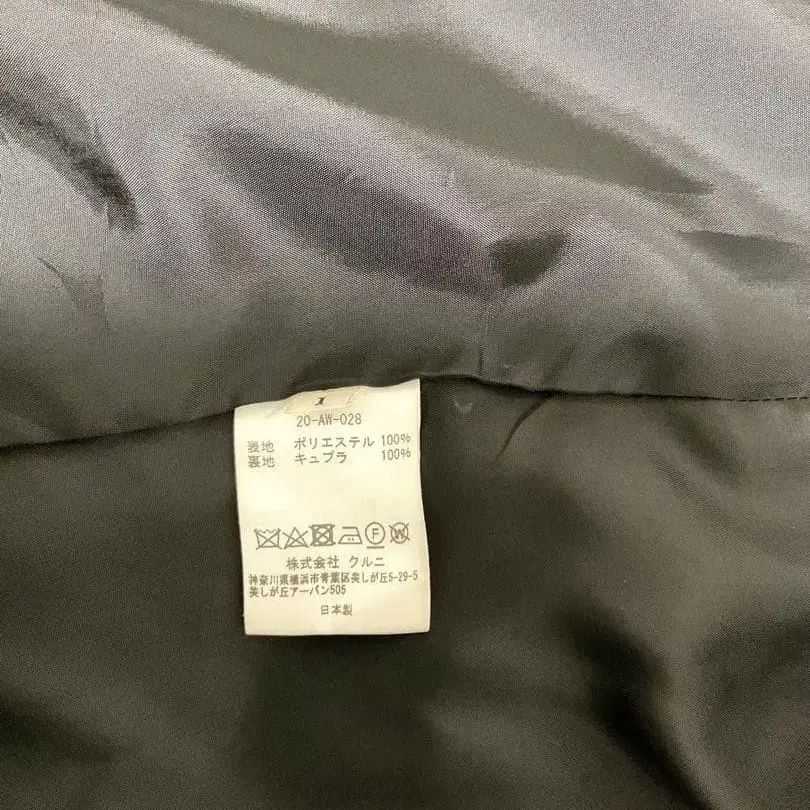 1
20-AW-028
表地 ポリエステル 100%
裏地 キュプラ 100%
F W
株式会社 クルニ
神奈川県横浜市青葉区美しが丘5-29-5
美しが丘アーバン505
日本製